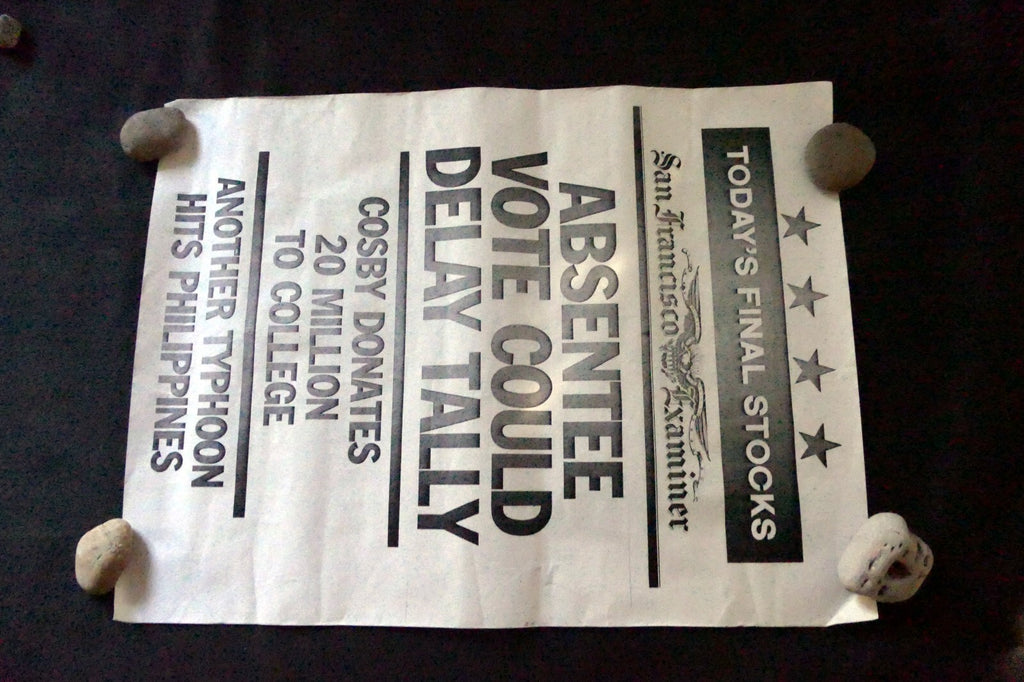 TODAY'S FINAL STOCKS
San Francisco Examiner
ABSENTEE
VOTE COULD
DELAY TALLY
COSBY DONATES
20 MILLION
TO COLLEGE
ANOTHER TYPHOON
HITS PHILIPPINES